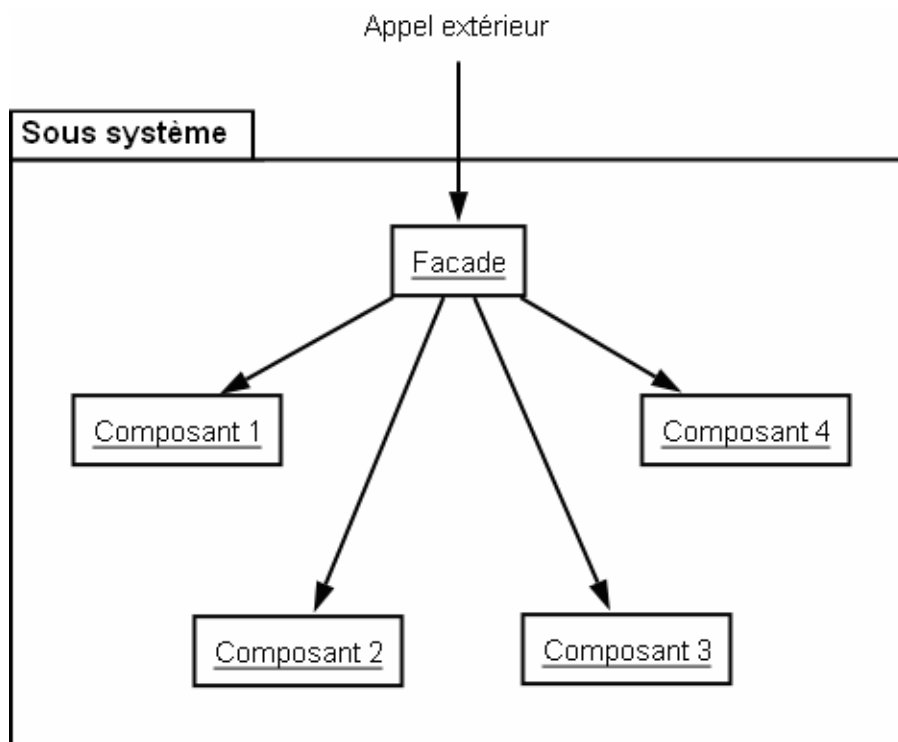 Appel extérieur
Sous système
Facade
Composant 1
Composant 4
Composant 2
Composant 3